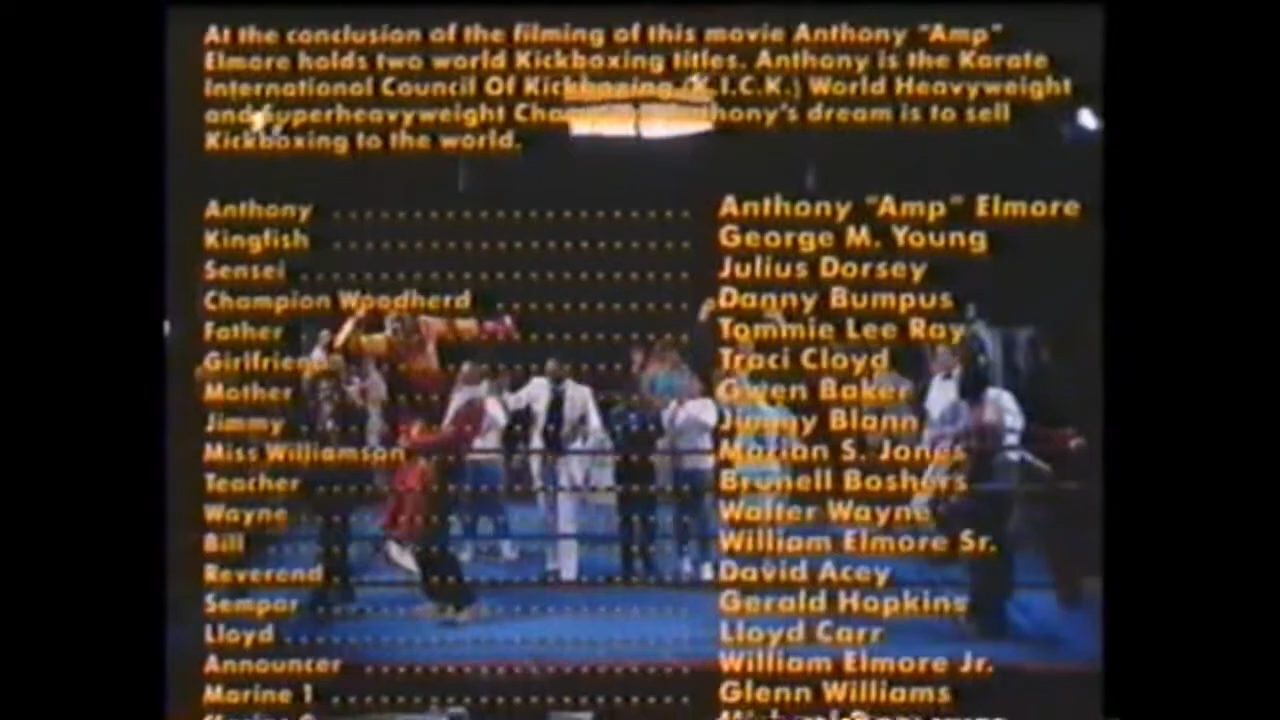 At the conclusion of the filming of this movie Anthony "Amp"
Elmore holds two world Kickboxing titles. Anthony is the Karate
International Council Of Kickboxing (K.I.C.K.) World Heavyweight
and Superheavyweight Anthony's dream is to sell
Kickboxing to the world.
Anthony .......... Anthony "Amp" Elmore
Kingfish .......... George M. Young
Sensei .......... Julius Dorsey
Champion Woodherd .......... Danny Bumpus
Father .......... Tommie Lee Ray
Girlfriend .......... Traci Cloyd
Mother .......... Gwen Baker
Jimmy .......... Jimmy Blann
Miss Williamson .......... Marian S. Jones
Teacher .......... Brunell Boshers
Wayne .......... Walter Wayne
Bill .......... William Elmore Sr.
Reverend .......... David Acey
Sempar .......... Gerald Hopkins
Lloyd .......... Lloyd Carr
Announcer .......... William Elmore Jr.
Marine 1 .......... Glenn Williams